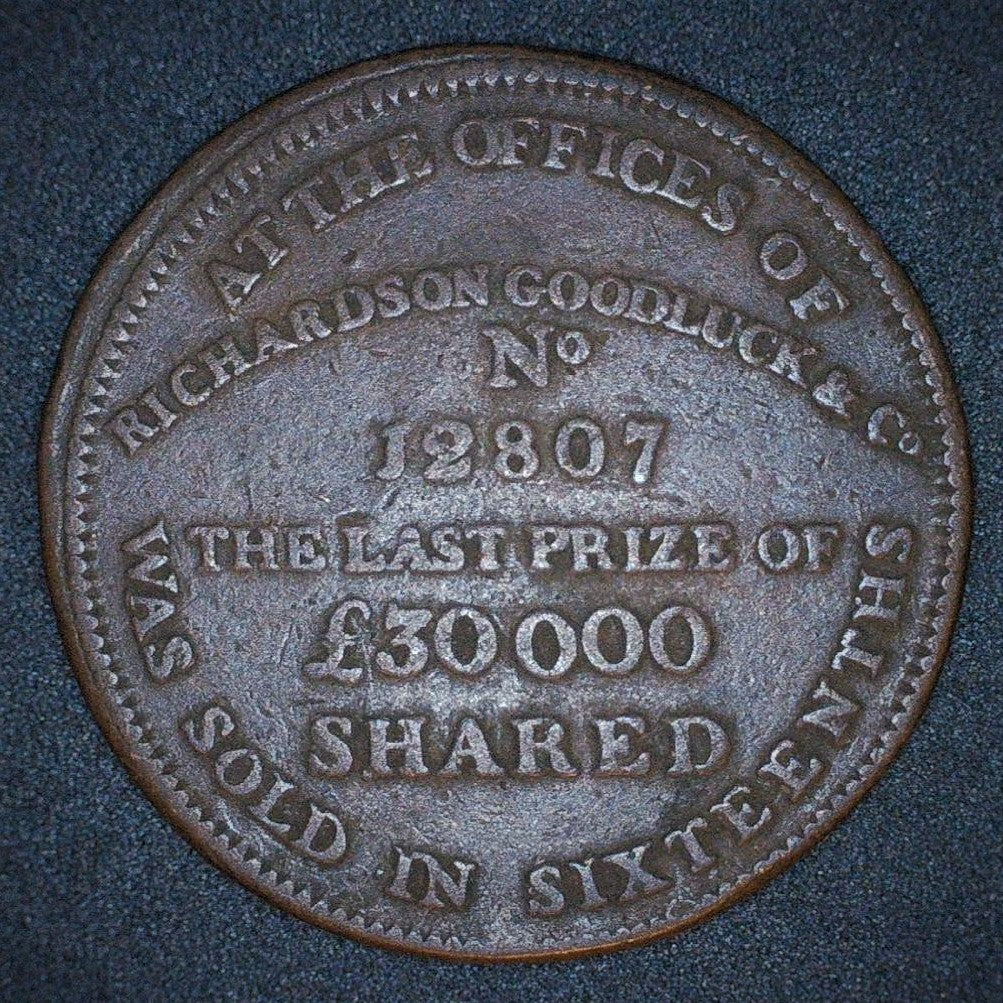 AT THE OFFICES OF
RICHARDSON GOODLUCK & Co
No
12807
THE LAST PRIZE OF
£30000
SHARED
WAS SOLD IN SIXTEENTHS